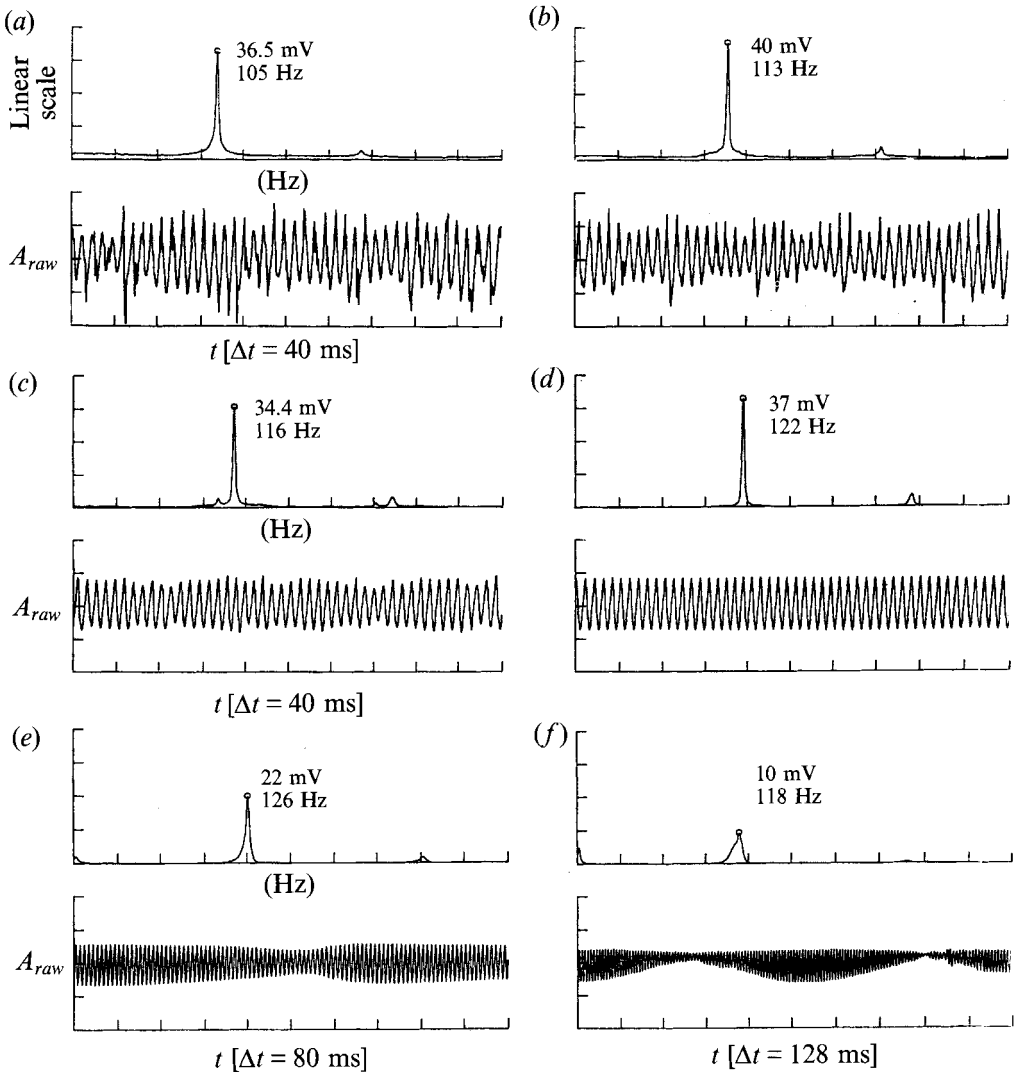 (a)
Linear
scale
36.5 mV
105 Hz
(Hz)
A_raw
t [Δt = 40 ms]
(b)
40 mV
113 Hz
(c)
34.4 mV
116 Hz
(Hz)
A_raw
t [Δt = 40 ms]
(d)
37 mV
122 Hz
(e)
22 mV
126 Hz
(Hz)
A_raw
t [Δt = 80 ms]
(f)
10 mV
118 Hz
t [Δt = 128 ms]